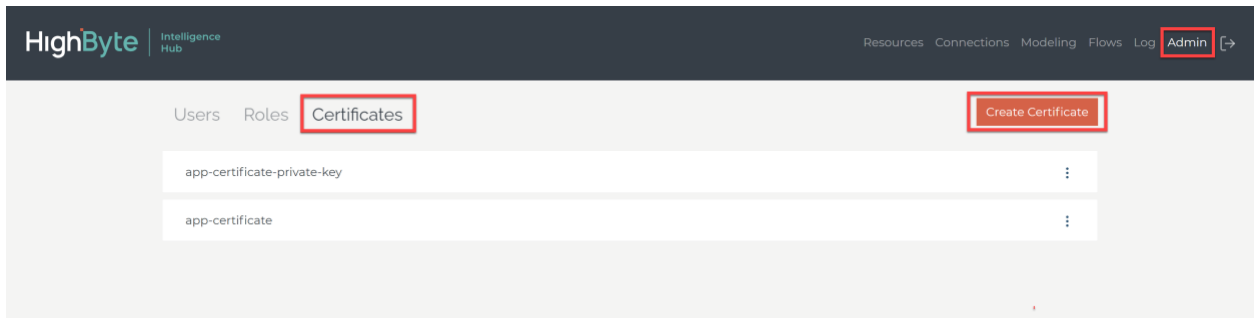 HighByte Intelligence Hub
Resources Connections Modeling Flows Log Admin
Users Roles Certificates Create Certificate
app-certificate-private-key
app-certificate